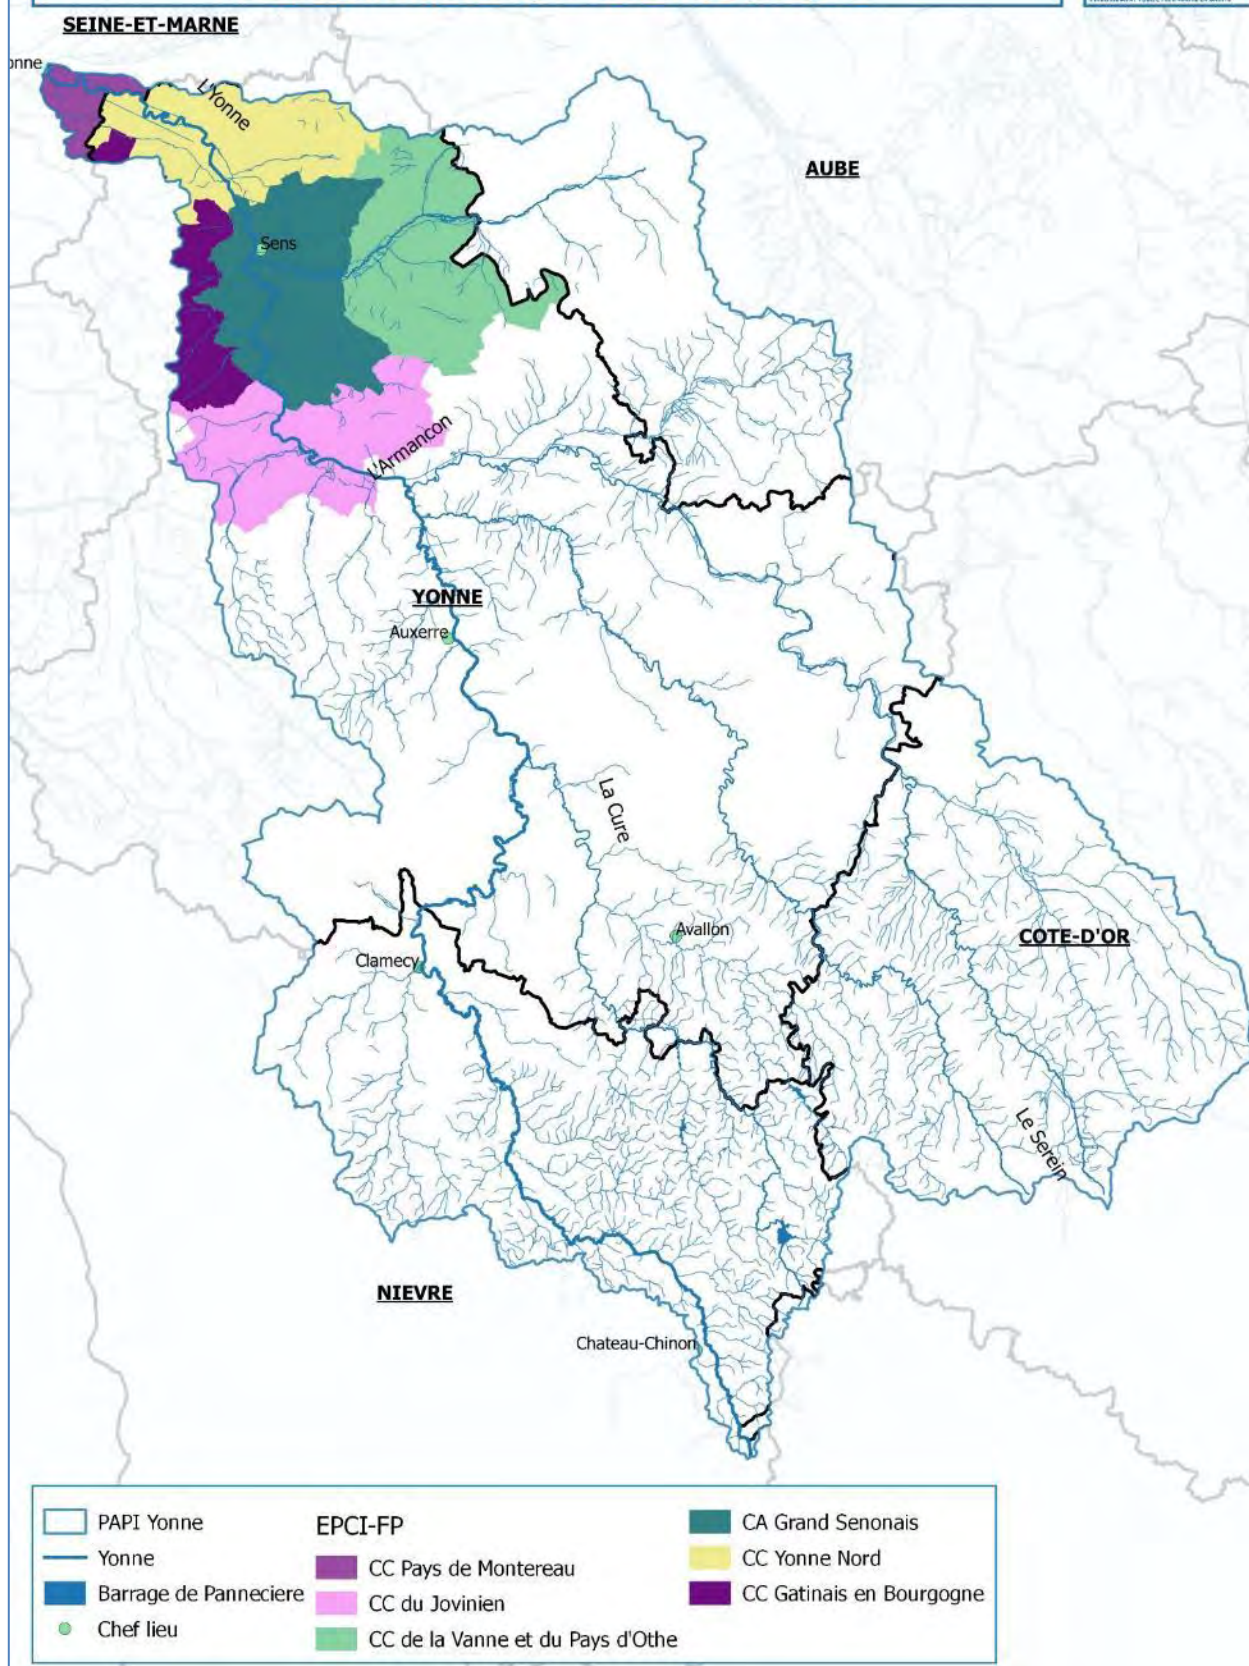 SEINE-ET-MARNE
onne
L'Yonne
AUBE
Sens
L'Armancon
YONNE
Auxerre
La Cure
Avallon
COTE-D'OR
Clamecy
Le Serein
NIEVRE
Chateau-Chinon
PAPI Yonne
Yonne
Barrage de Panneciere
Chef lieu
EPCI-FP
CC Pays de Montereau
CC du Jovinien
CC de la Vanne et du Pays d'Othe
CA Grand Senonais
CC Yonne Nord
CC Gatinais en Bourgogne